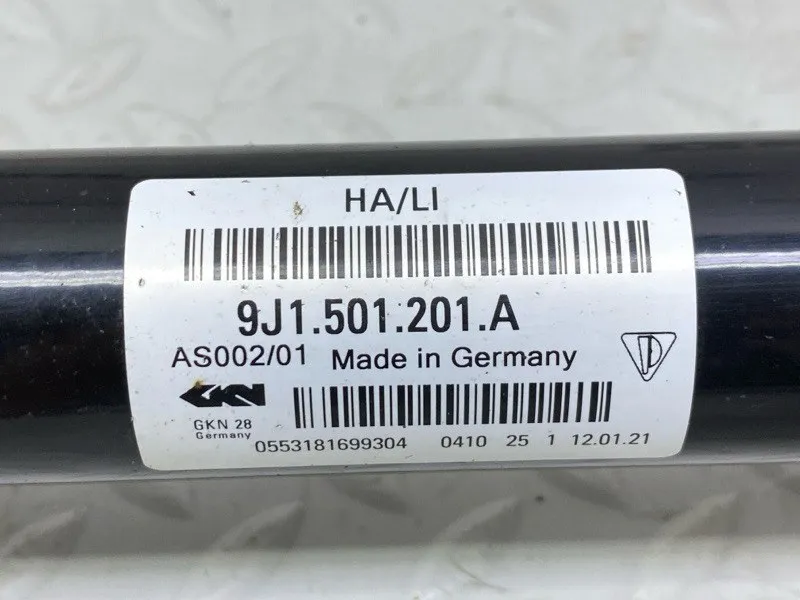 HA/LI
9J1.501.201.A
AS002/01 Made in Germany
GKN
GKN 28
Germany
0553181699304 0410 25 1 12.01.21